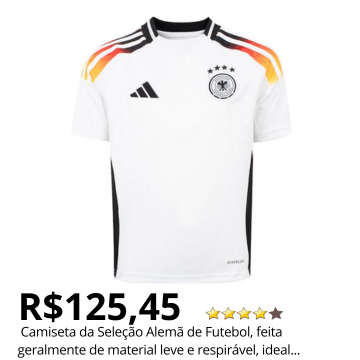 R$125,45
Camiseta da Seleção Alemã de Futebol, feita
geralmente de material leve e respirável, ideal...